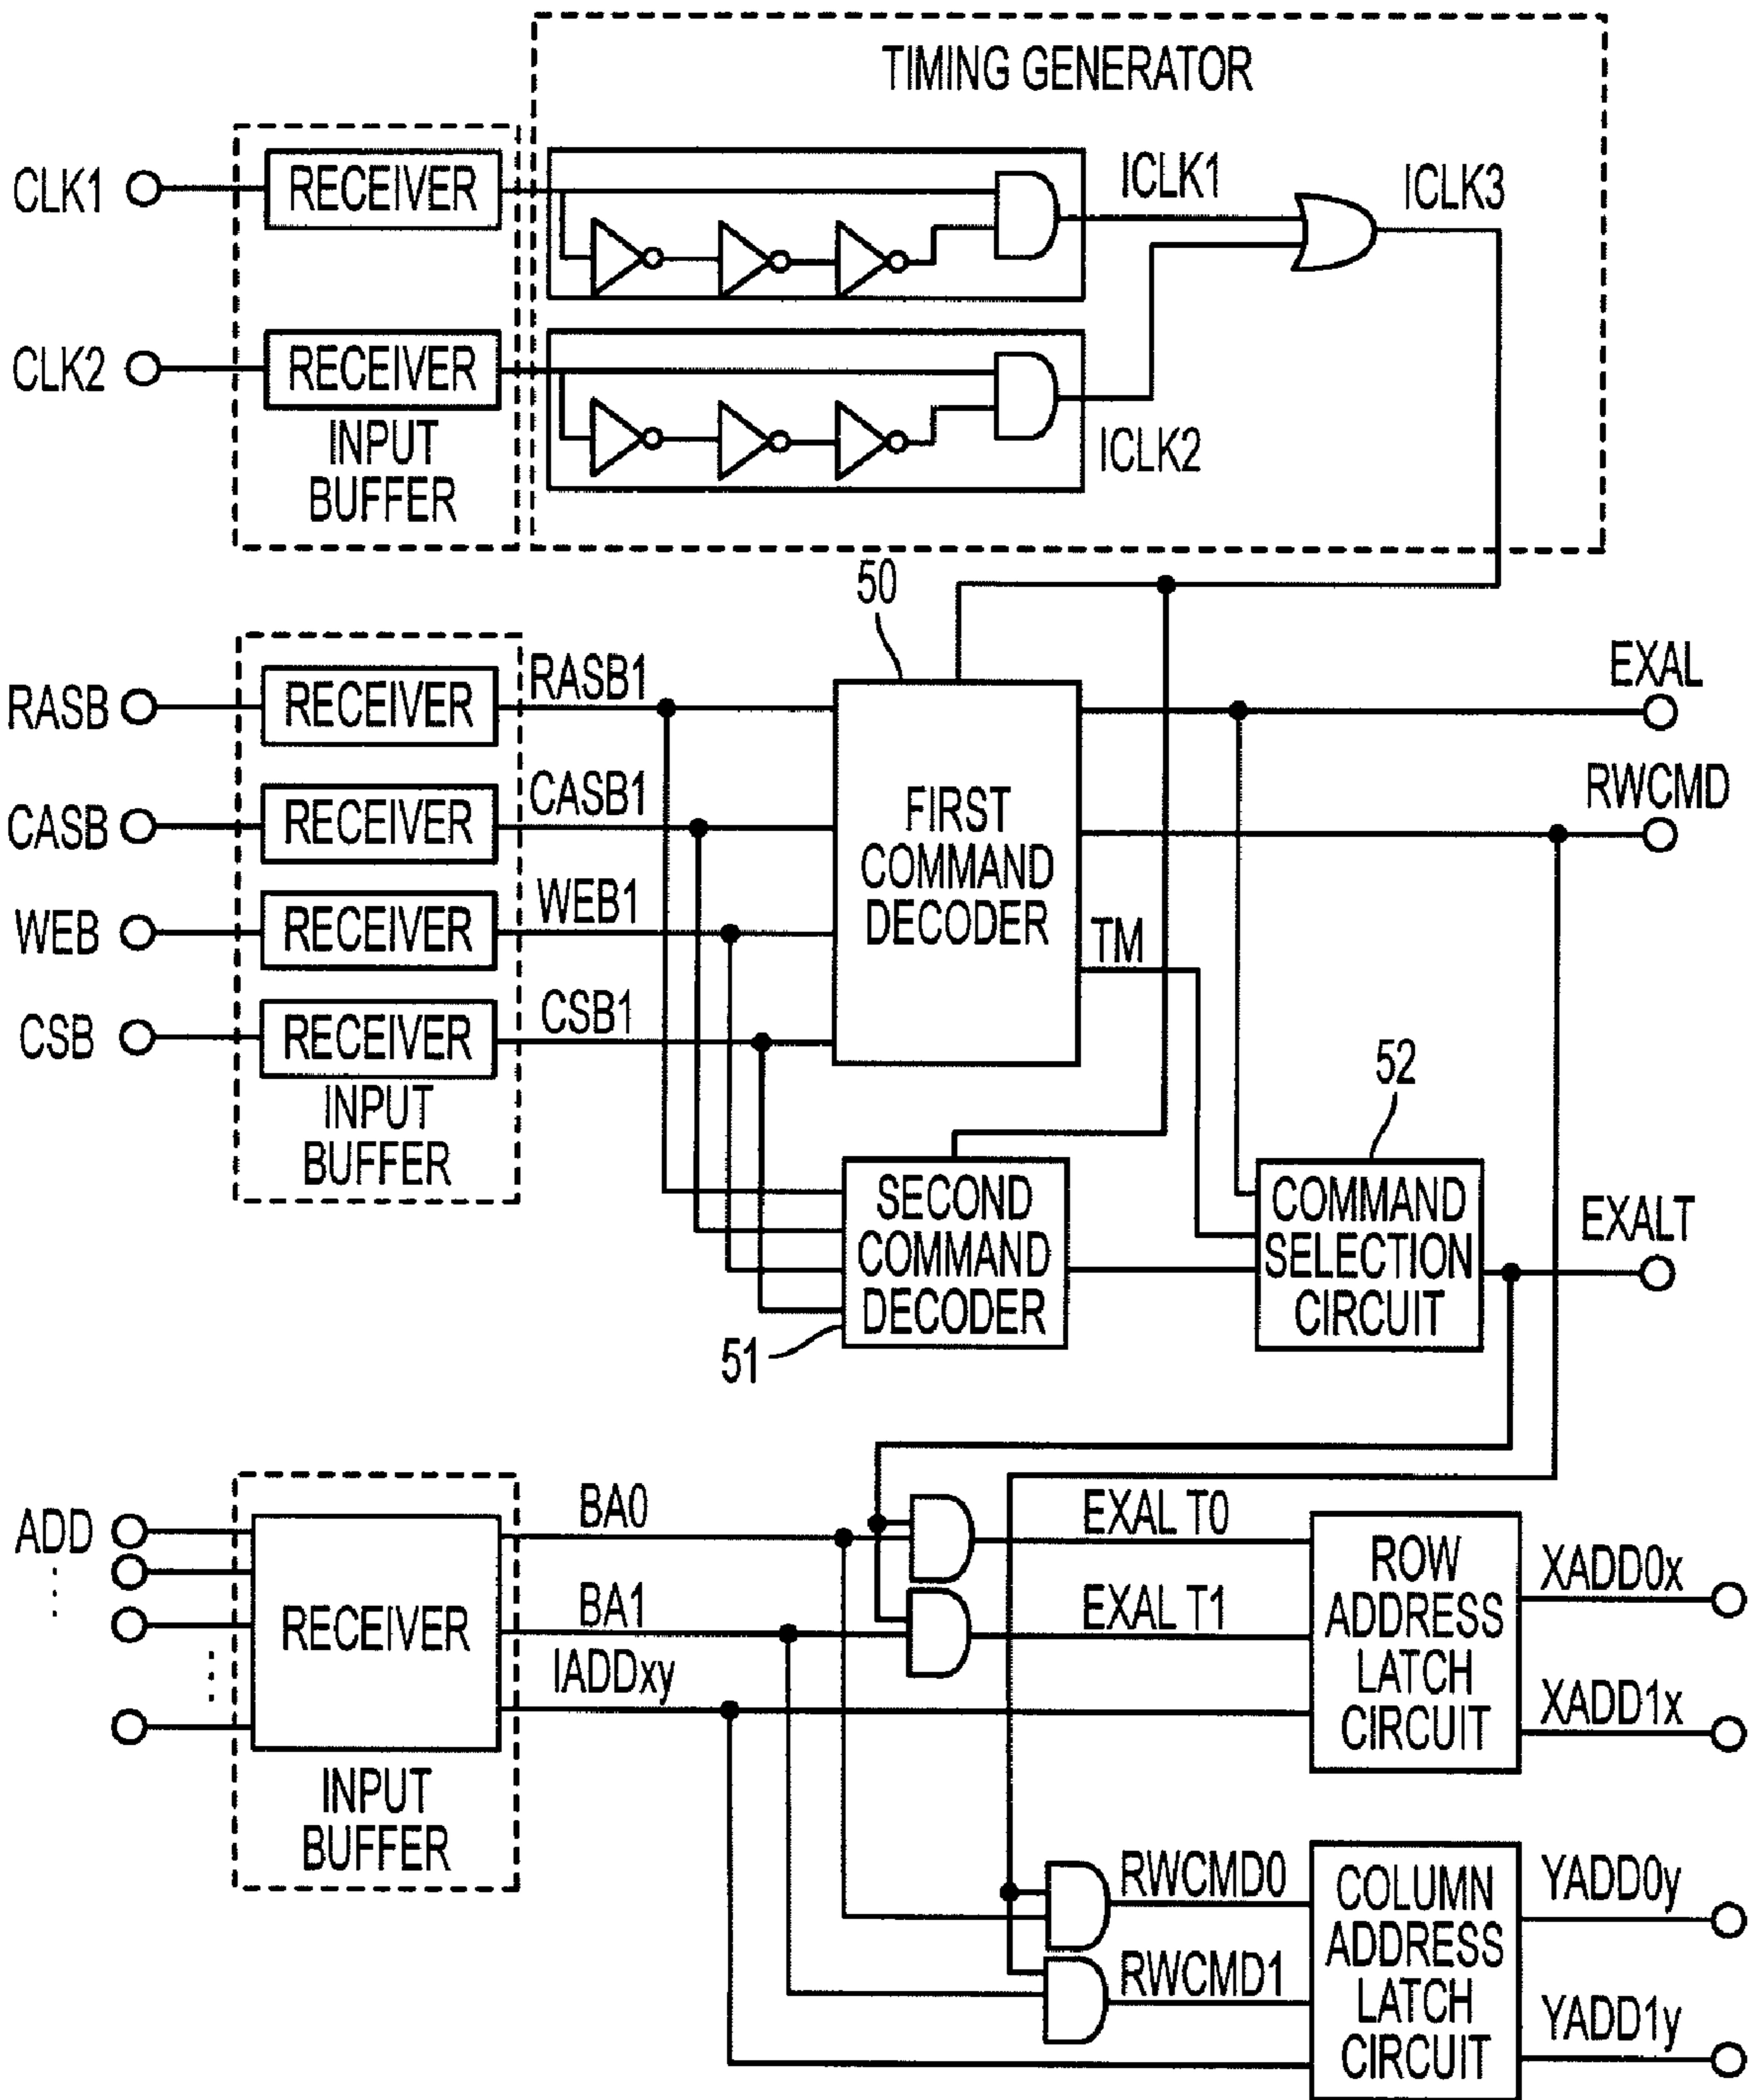 TIMING GENERATOR
CLK1
RECEIVER
ICLK1
ICLK3
CLK2
RECEIVER
INPUT
BUFFER
ICLK2
50
RASB
RECEIVER
RASB1
EXAL
CASB
RECEIVER
CASB1
FIRST
COMMAND
DECODER
RWCMD
WEB
RECEIVER
WEB1
TM
CSB
RECEIVER
CSB1
INPUT
BUFFER
52
SECOND
COMMAND
DECODER
51
COMMAND
SELECTION
CIRCUIT
EXALT
ADD
RECEIVER
INPUT
BUFFER
BA0
EXAL T0
BA1
EXAL T1
IADDxy
ROW
ADDRESS
LATCH
CIRCUIT
XADD0x
XADD1x
RWCMD0
RWCMD1
COLUMN
ADDRESS
LATCH
CIRCUIT
YADD0y
YADD1y